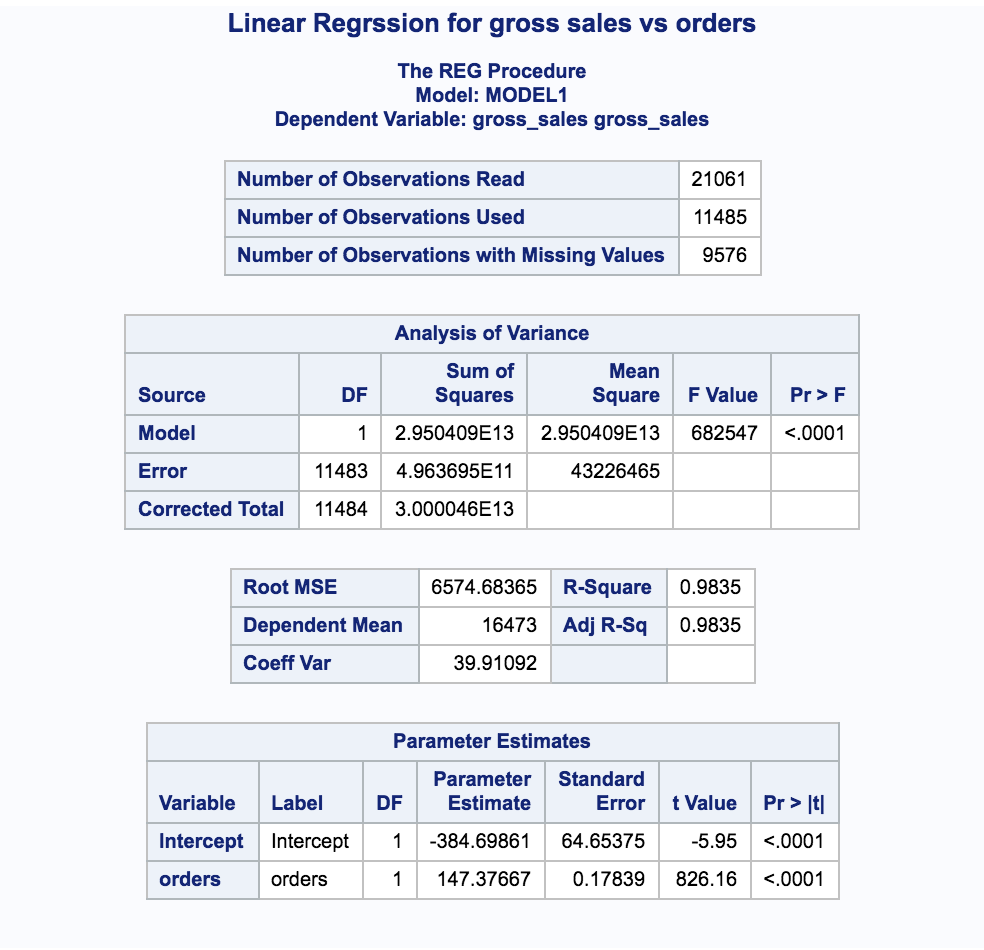 Linear Regrssion for gross sales vs orders
The REG Procedure
Model: MODEL1
Dependent Variable: gross_sales gross_sales
Number of Observations Read 21061
Number of Observations Used 11485
Number of Observations with Missing Values 9576
Analysis of Variance
Source DF Sum of Squares Mean Square F Value Pr > F
Model 1 2.950409E13 2.950409E13 682547 <.0001
Error 11483 4.963695E11 43226465
Corrected Total 11484 3.000046E13
Root MSE 6574.68365 R-Square 0.9835
Dependent Mean 16473 Adj R-Sq 0.9835
Coeff Var 39.91092
Parameter Estimates
Variable Label DF Parameter Estimate Standard Error t Value Pr > |t|
Intercept Intercept 1 -384.69861 64.65375 -5.95 <.0001
orders orders 1 147.37667 0.17839 826.16 <.0001